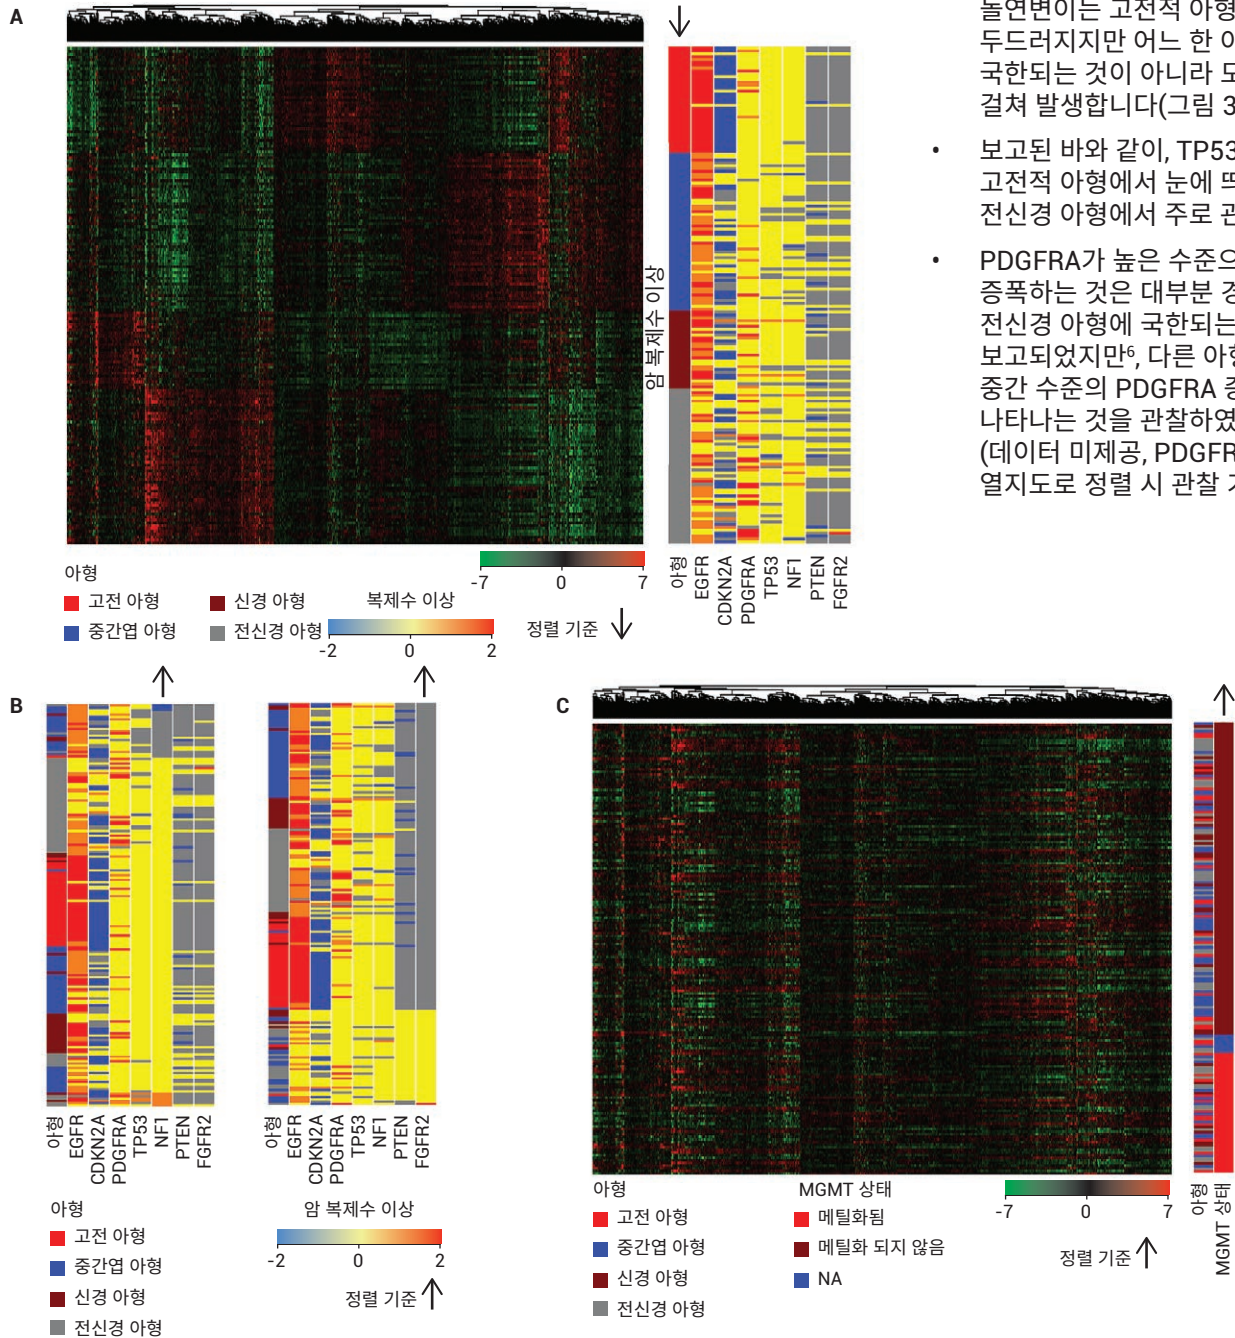 A
돌연변이는 고전적 아형
두드러지지만 어느 한 이
국한되는 것이 아니라 모
걸쳐 발생합니다(그림 3
• 보고된 바와 같이, TP53
고전적 아형에서 눈에 띄
전신경 아형에서 주로 관
• PDGFRA가 높은 수준으
증폭하는 것은 대부분 경
전신경 아형에 국한되는
보고되었지만⁶, 다른 아형
중간 수준의 PDGFRA 증
나타나는 것을 관찰하였
(데이터 미제공, PDGFR
열지도로 정렬 시 관찰 가
암 복제수 이상
아형
EGFR
CDKN2A
PDGFRA
TP53
NF1
PTEN
FGFR2
-7 0 7
아형
고전 아형
신경 아형
중간엽 아형
전신경 아형
복제수 이상
-2 0 2
정렬 기준
B
아형
EGFR
CDKN2A
PDGFRA
TP53
NF1
PTEN
FGFR2
아형
EGFR
CDKN2A
PDGFRA
TP53
NF1
PTEN
FGFR2
아형
고전 아형
중간엽 아형
신경 아형
전신경 아형
암 복제수 이상
-2 0 2
정렬 기준
C
아형
MGMT 상태
아형
고전 아형
중간엽 아형
신경 아형
전신경 아형
MGMT 상태
메틸화됨
메틸화 되지 않음
NA
-7 0 7
정렬 기준